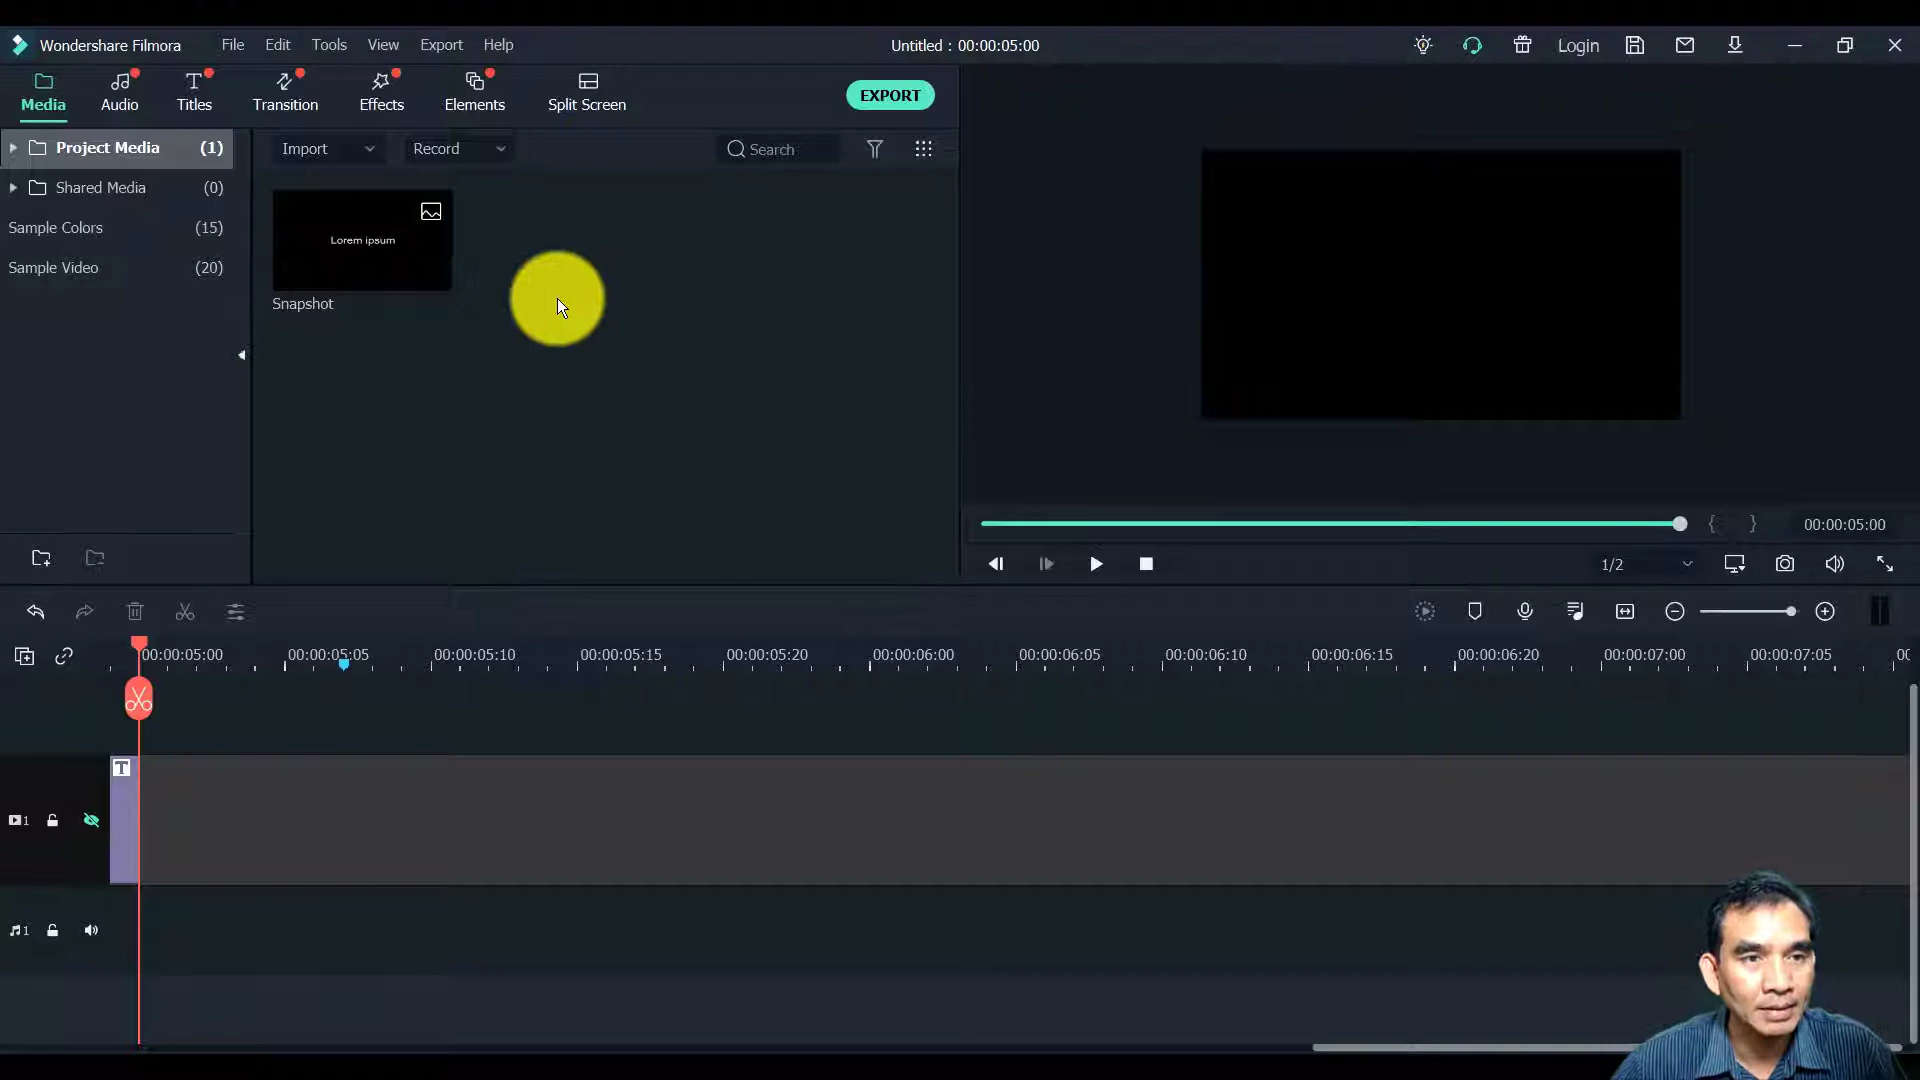 Wondershare Filmora File Edit Tools View Export Help Untitled : 00:00:05:00 Login
Media Audio Titles Transition Effects Elements Split Screen EXPORT
Project Media (1)
Shared Media (0)
Sample Colors (15)
Sample Video (20)
Import Record Search
Lorem ipsum
Snapshot
00:00:05:00
1/2
00:00:05:00 00:00:05:05 00:00:05:10 00:00:05:15 00:00:05:20 00:00:06:00 00:00:06:05 00:00:06:10 00:00:06:15 00:00:06:20 00:00:07:00 00:00:07:05 00
T
1
1